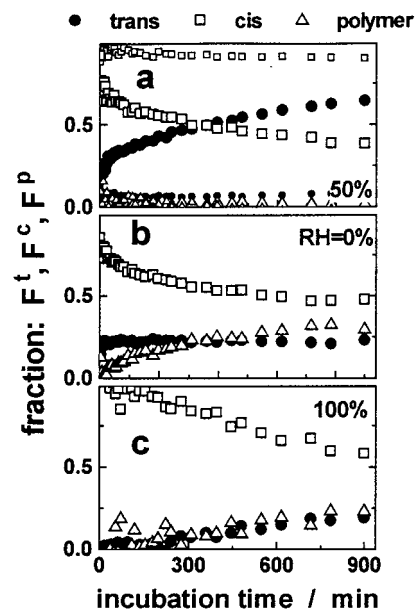 ● trans □ cis △ polymer
a
0.5
0.0
50%
b
RH=0%
0.5
0.0
c
100%
0.5
0.0
0 300 600 900
incubation time / min
fraction: F^t, F^c, F^p